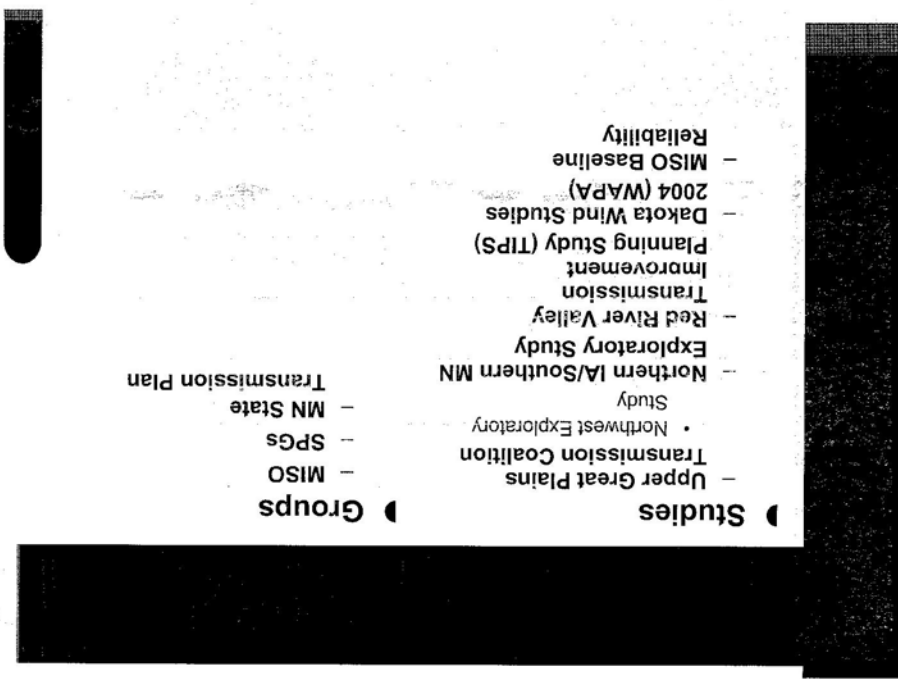 Studies
– Upper Great Plains
Transmission Coalition
• Northwest Exploratory
Study
– Northern IA/Southern MN
Exploratory Study
– Red River Valley
Transmission
Improvement
Planning Study (TIPS)
– Dakota Wind Studies
2004 (WAPA)
– MISO Baseline
Reliability
Groups
– MISO
– SPGs
– MN State
Transmission Plan